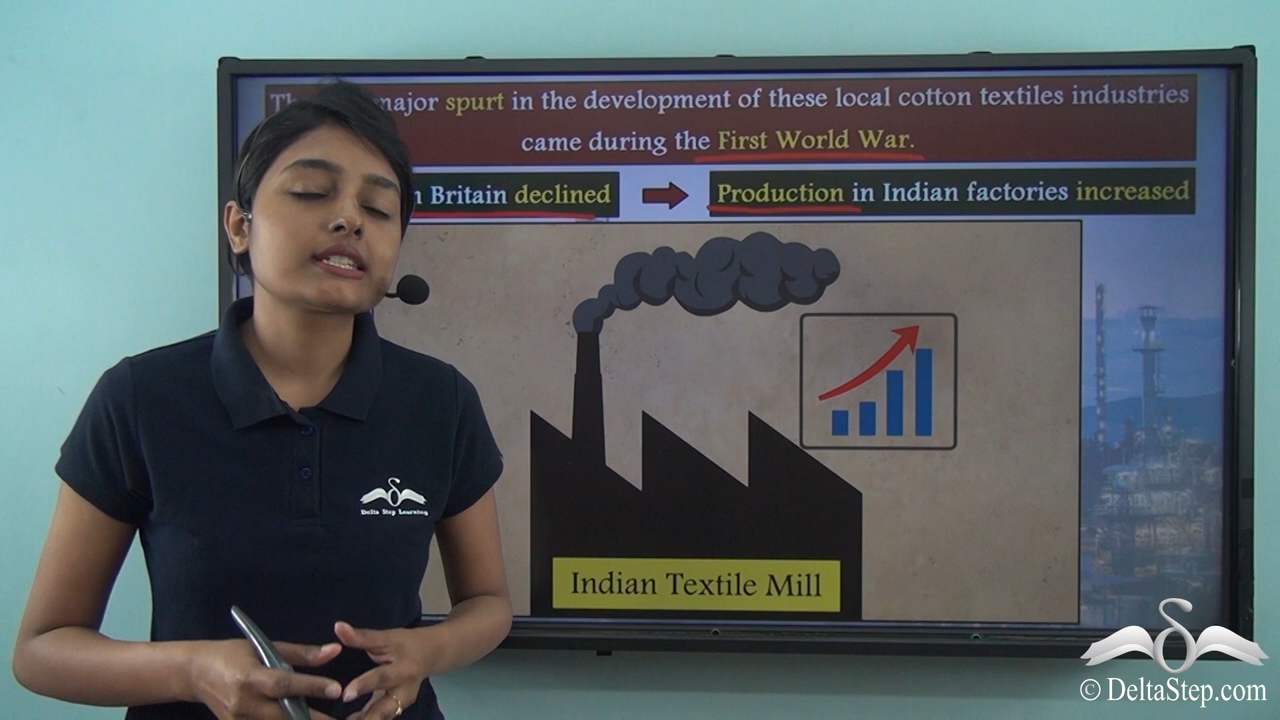 major spurt in the development of these local cotton textiles industries
came during the First World War.
Britain declined
Production in Indian factories increased
Indian Textile Mill
Delta Step Learning
© DeltaStep.com